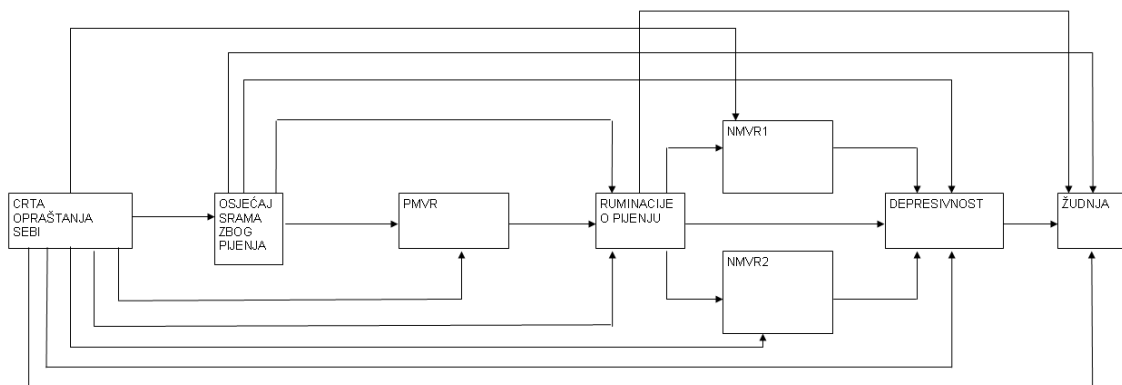 CRTA
OPRAŠTANJA
SEBI
OSJEĆAJ
SRAMA
ZBOG
PIJENJA
PMVR
RUMINACIJE
O PIJENJU
NMVR1
NMVR2
DEPRESIVNOST
ŽUDNJA